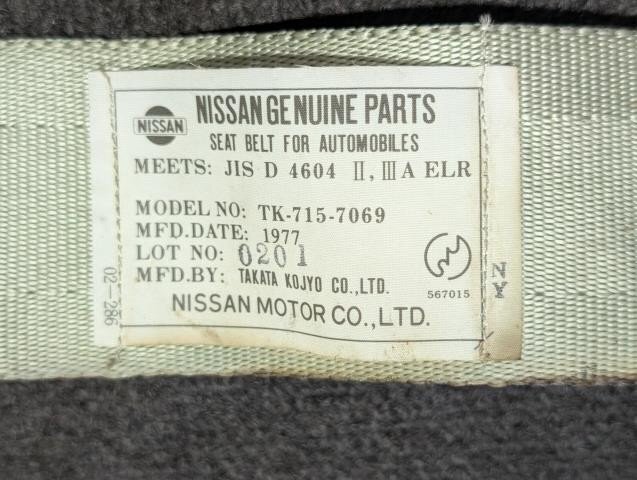 NISSAN GENUINE PARTS
NISSAN
SEAT BELT FOR AUTOMOBILES
MEETS: JIS D 4604 Ⅱ, Ⅲ A ELR
MODEL NO: TK-715-7069
MFD.DATE: 1977
LOT NO: 0201
MFD.BY: TAKATA KOJYO CO.,LTD.
567015
NISSAN MOTOR CO.,LTD.
02-286
NY